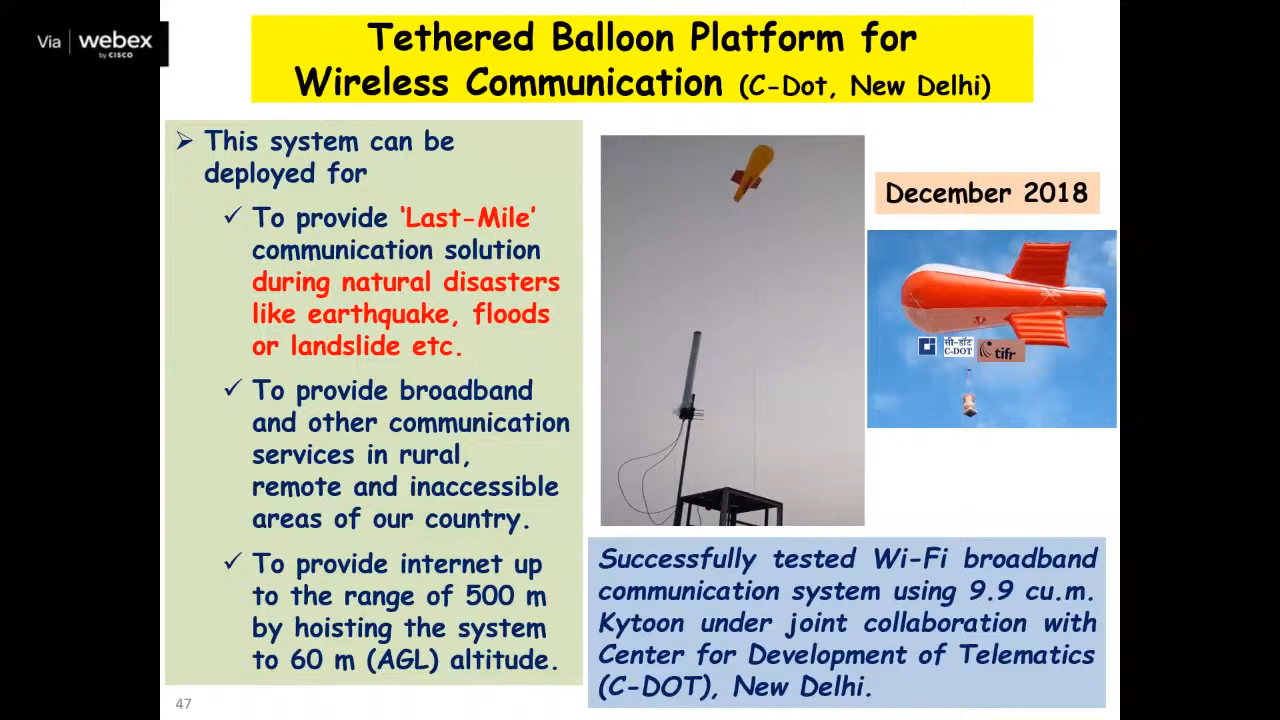 Via webex
by CISCO
Tethered Balloon Platform for
Wireless Communication (C-Dot, New Delhi)
➢ This system can be
deployed for
✓ To provide ‘Last-Mile’
communication solution
during natural disasters
like earthquake, floods
or landslide etc.
✓ To provide broadband
and other communication
services in rural,
remote and inaccessible
areas of our country.
✓ To provide internet up
to the range of 500 m
by hoisting the system
to 60 m (AGL) altitude.
December 2018
सी-डॉट
C-DOT
tifr
Successfully tested Wi-Fi broadband
communication system using 9.9 cu.m.
Kytoon under joint collaboration with
Center for Development of Telematics
(C-DOT), New Delhi.
47